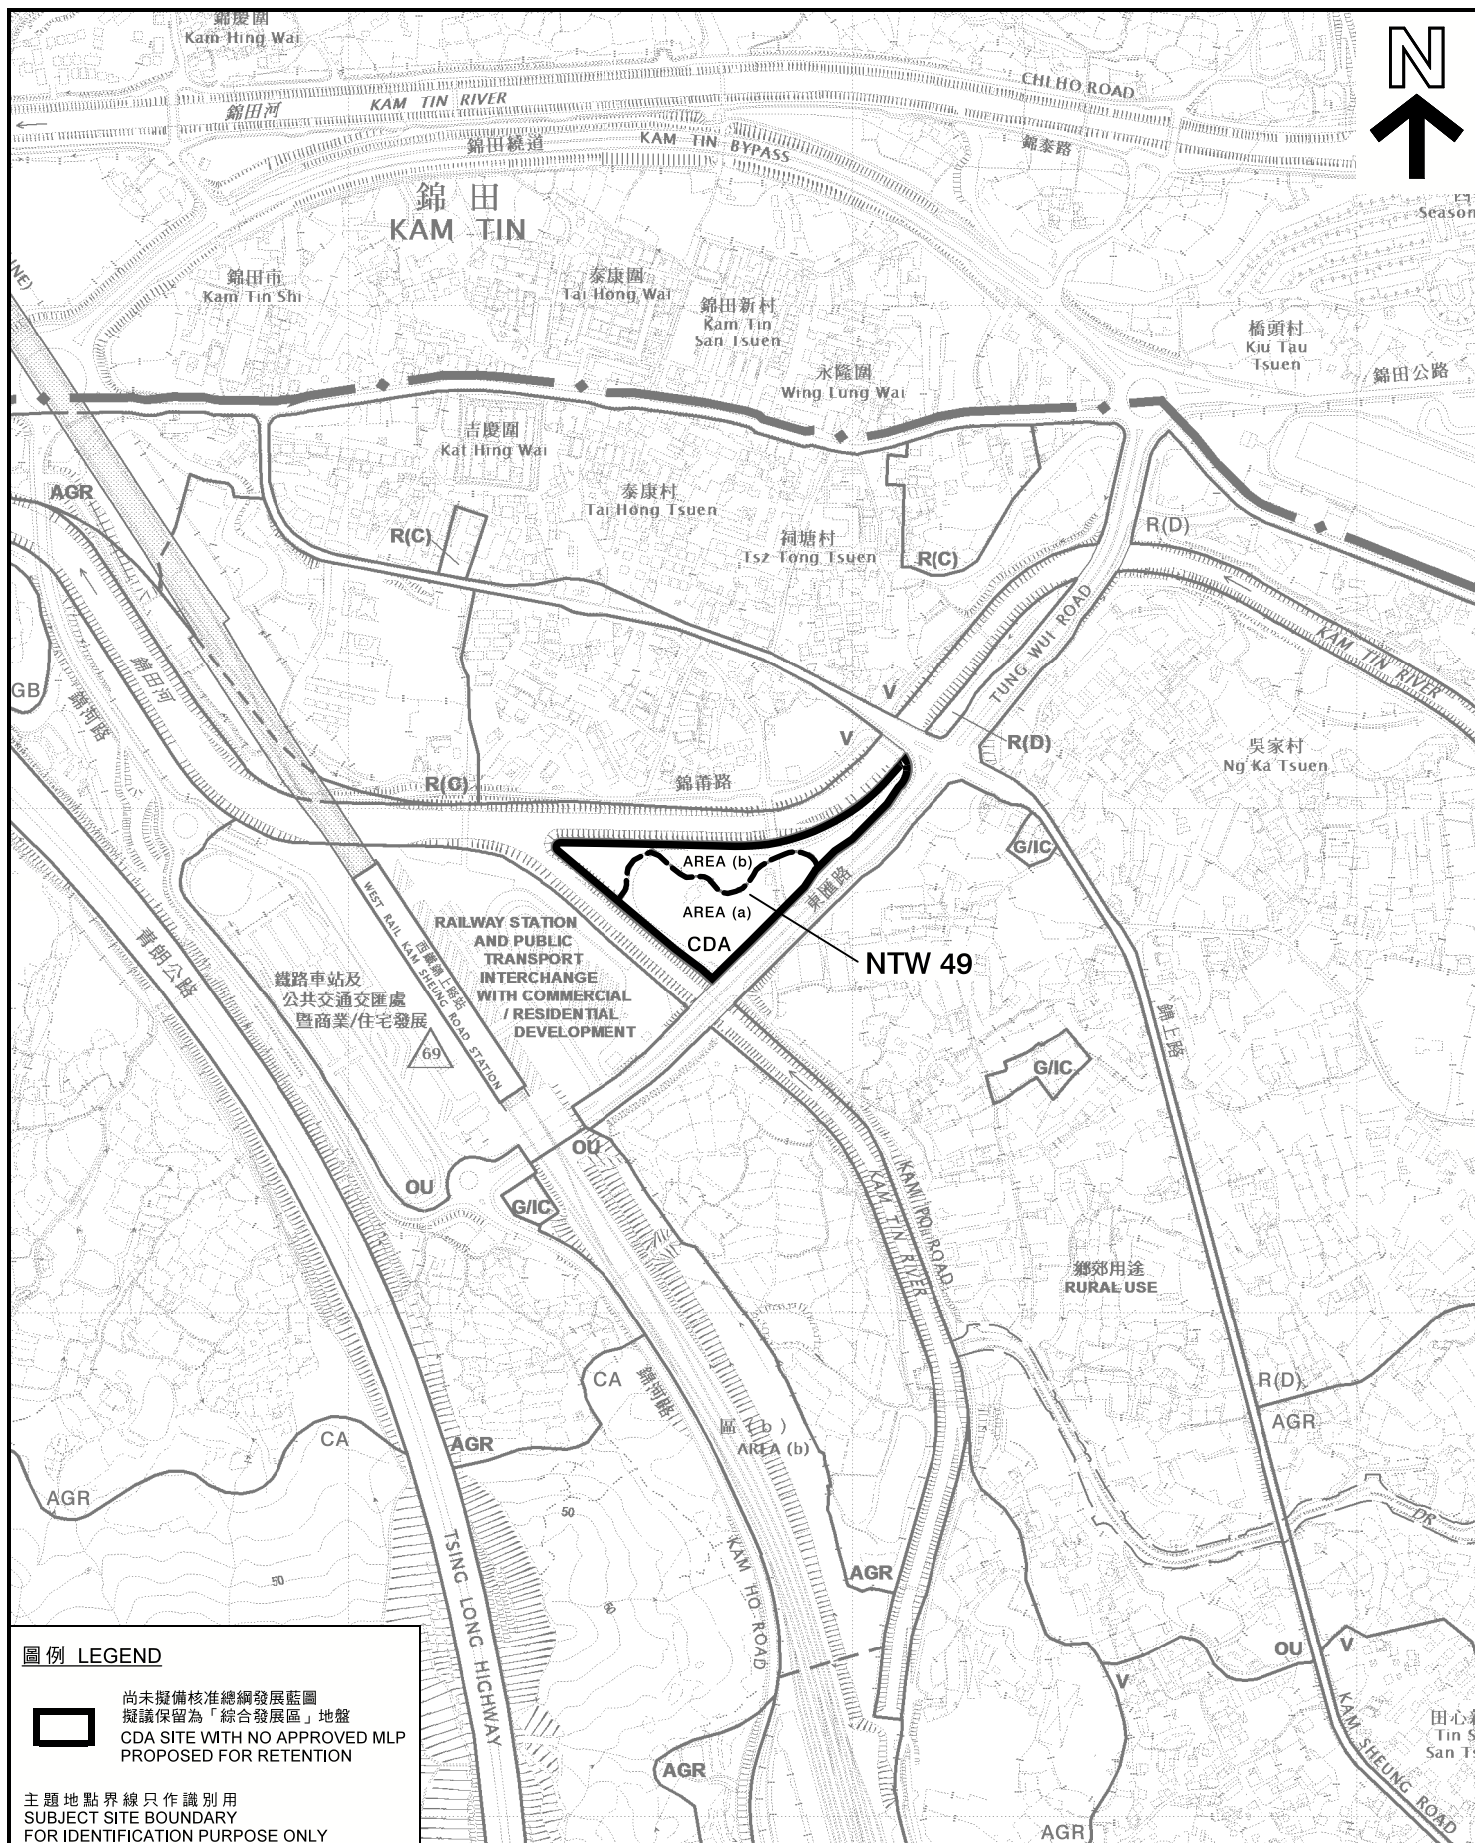 錦慶圍
Kam Hing Wai
N
CHI HO ROAD
KAM TIN RIVER
錦田河
錦田繞道
KAM TIN BYPASS
錦泰路
錦田
KAM TIN
Season
錦田市
Kam Tin Shi
泰康圍
Tai Hong Wai
錦田新村
Kam Tin
San Tsuen
橋頭村
Kiu Tau
Tsuen
錦田公路
永隆圍
Wing Lung Wai
吉慶圍
Kat Hing Wai
AGR
泰康村
Tai Hong Tsuen
R(C)
祠塘村
Tsz Tong Tsuen
R(C)
R(D)
TUNG WUI ROAD
KAM TIN RIVER
錦田河
錦河路
GB
V
V
R(D)
吳家村
Ng Ka Tsuen
R(C)
錦莆路
G/IC
AREA (b)
AREA (a)
CDA
東匯路
NTW 49
WEST RAIL KAM SHEUNG ROAD STATION
西鐵錦上路站
RAILWAY STATION
AND PUBLIC
TRANSPORT
INTERCHANGE
WITH COMMERCIAL
/ RESIDENTIAL
DEVELOPMENT
青朗公路
鐵路車站及
公共交通交匯處
暨商業/住宅發展
69
錦上路
G/IC
OU
OU
G/IC
KAM PO ROAD
KAM TIN RIVER
鄉郊用途
RURAL USE
CA
錦河路
R(D)
AGR
區 ( b )
AREA (b)
CA
AGR
AGR
50
50
50
DR
TSING LONG HIGHWAY
KAM HO ROAD
AGR
OU
V
V
KAM SHEUNG ROAD
田心新
Tin S
San Ts
AGR
AGR
圖例 LEGEND
尚未擬備核准總綱發展藍圖
擬議保留為「綜合發展區」地盤
CDA SITE WITH NO APPROVED MLP
PROPOSED FOR RETENTION
主題地點界線只作識別用
SUBJECT SITE BOUNDARY
FOR IDENTIFICATION PURPOSE ONLY